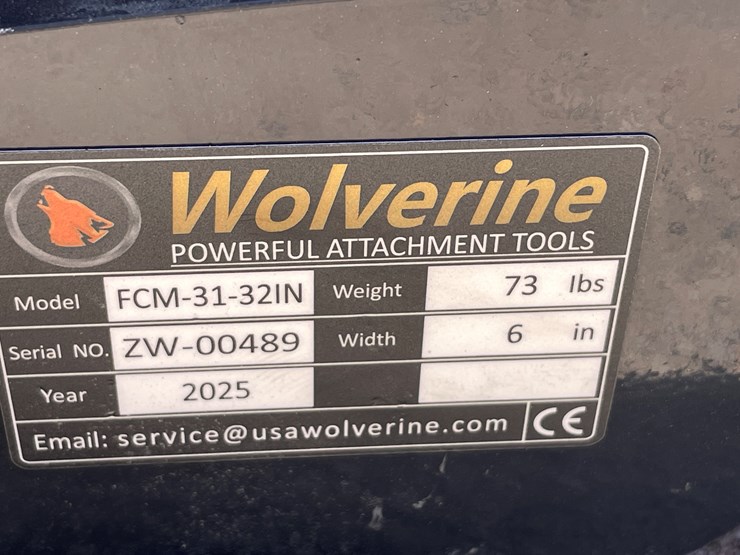 Wolverine
POWERFUL ATTACHMENT TOOLS
Model FCM-31-32IN Weight 73 lbs
Serial NO. ZW-00489 Width 6 in
Year 2025
Email: service@usawolverine.com CE